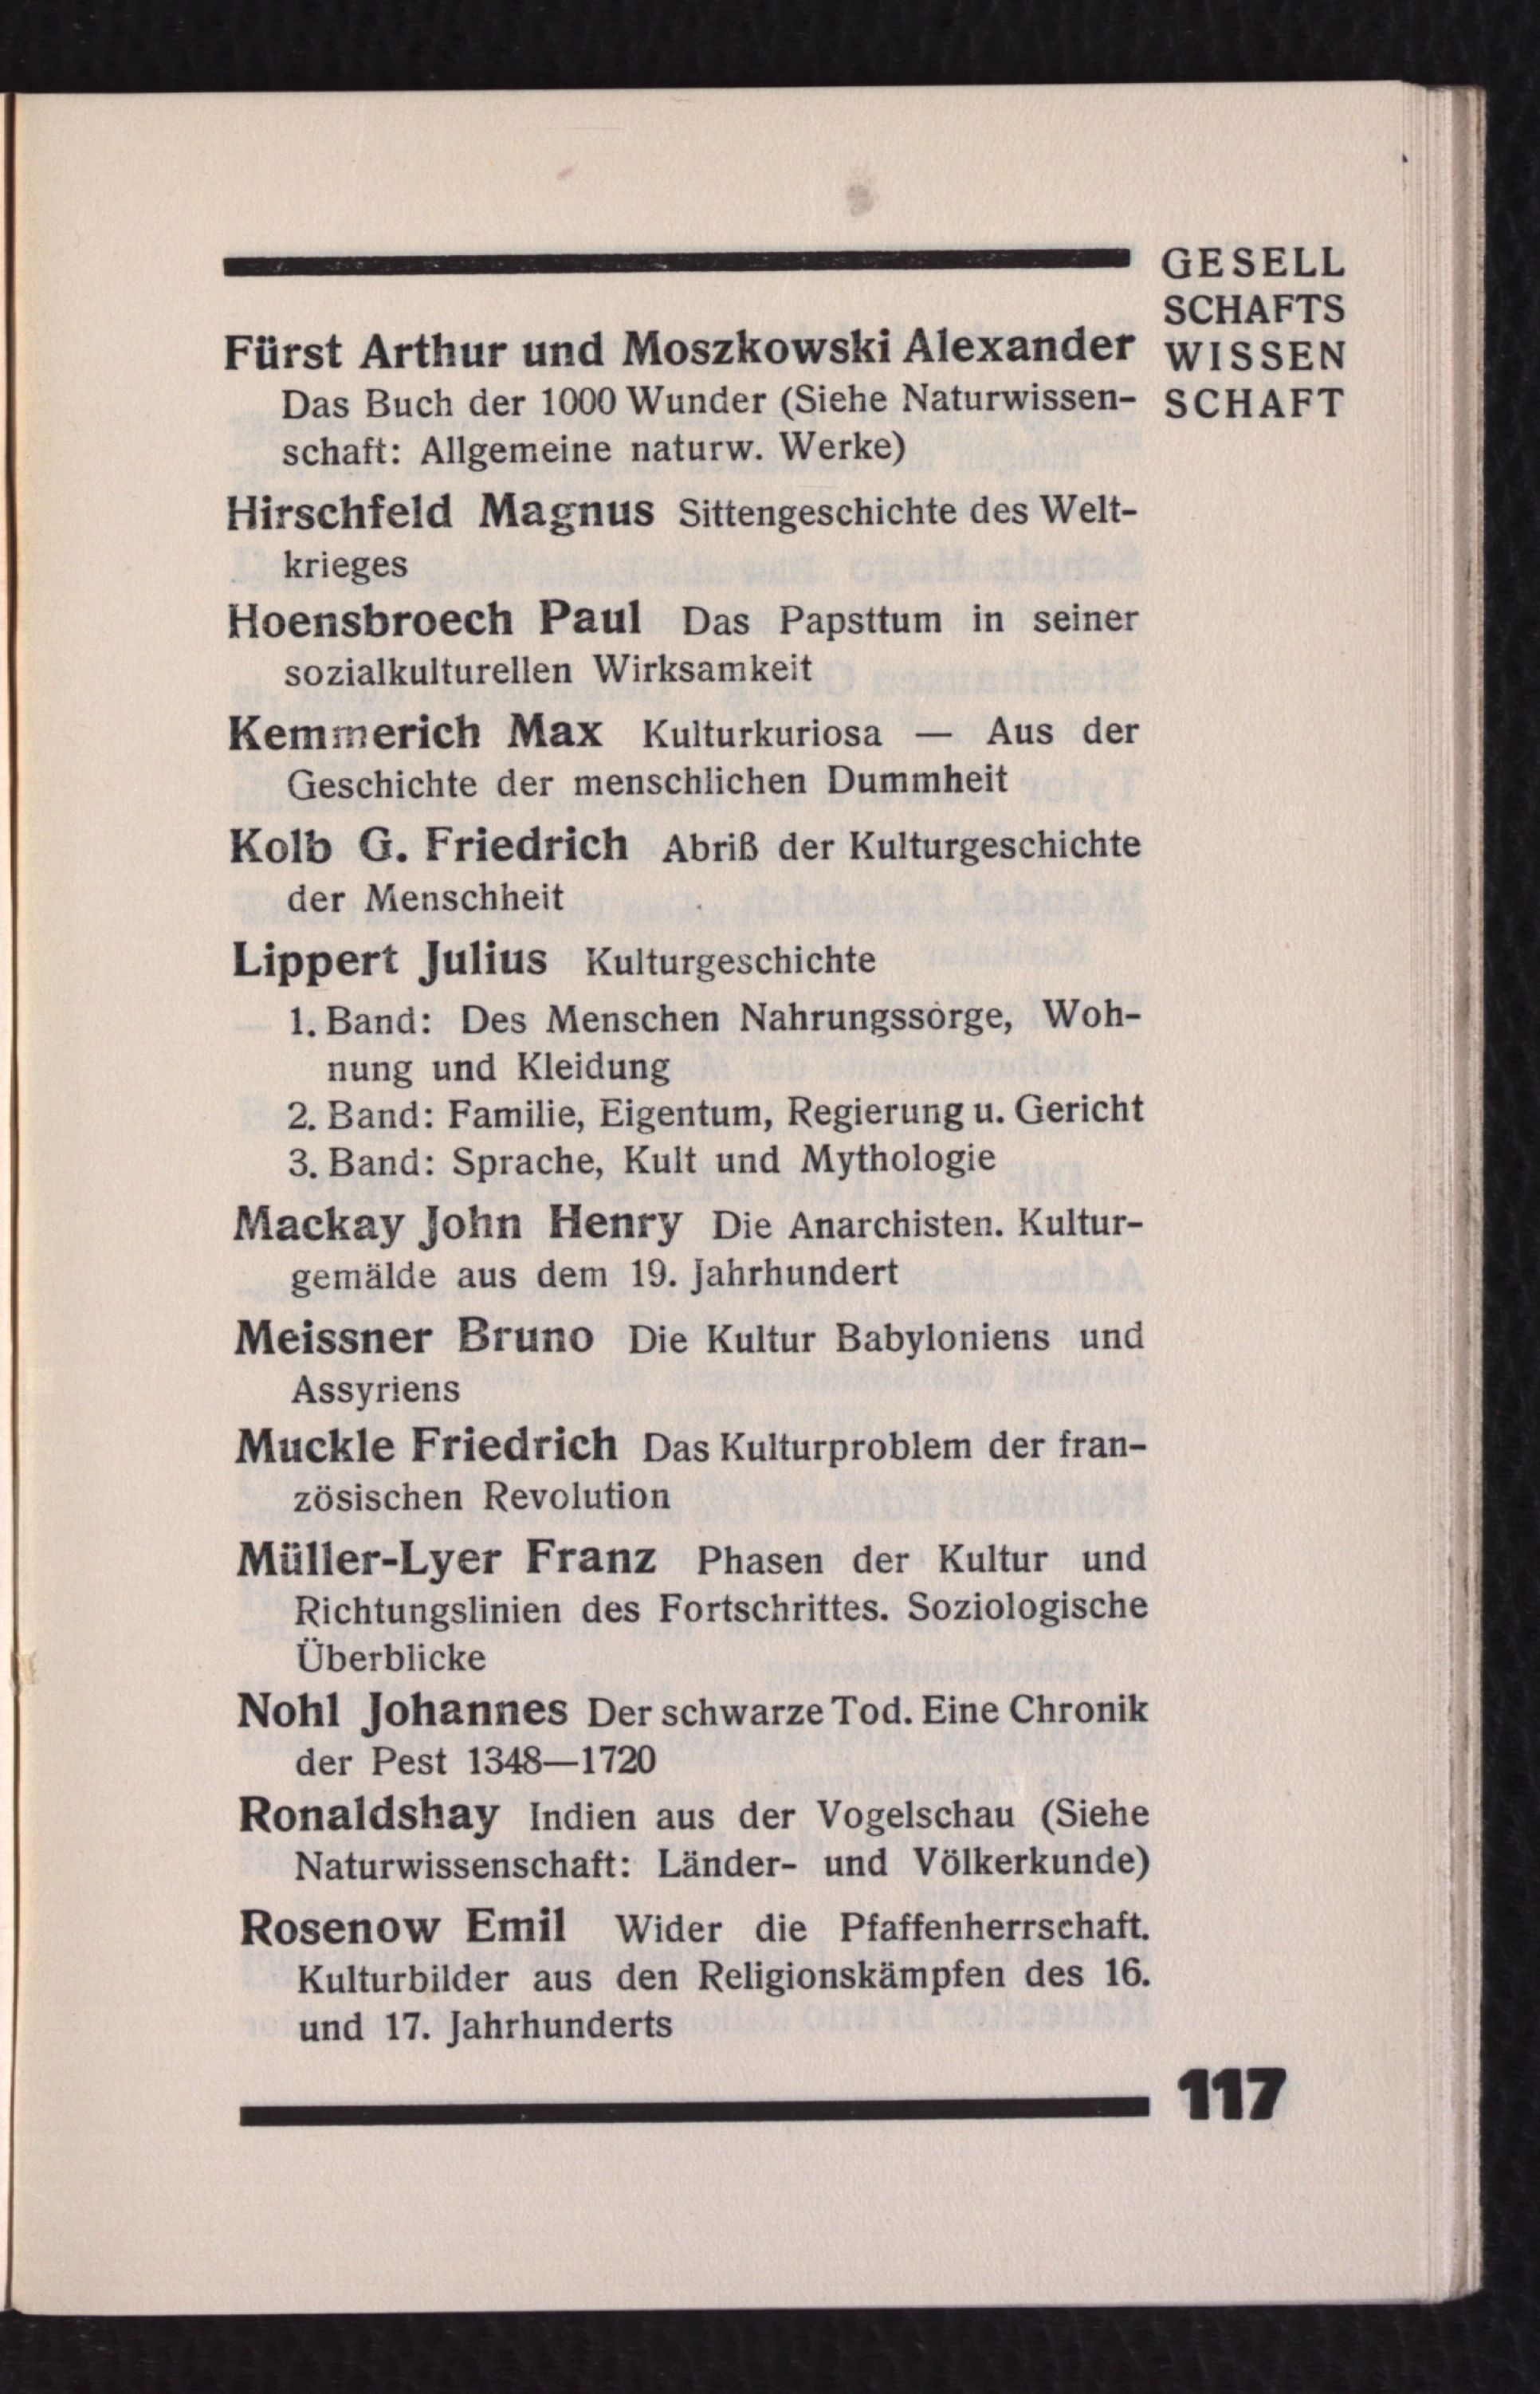 GESELL
SCHAFTS
WISSEN
SCHAFT
Fürst Arthur und Moszkowski Alexander
Das Buch der 1000 Wunder (Siehe Naturwissen-
schaft: Allgemeine naturw. Werke)
Hirschfeld Magnus Sittengeschichte des Welt-
krieges
Hoensbroech Paul Das Papsttum in seiner
sozialkulturellen Wirksamkeit
Kemmerich Max Kulturkuriosa — Aus der
Geschichte der menschlichen Dummheit
Kolb G. Friedrich Abriß der Kulturgeschichte
der Menschheit
Lippert Julius Kulturgeschichte
1. Band: Des Menschen Nahrungssorge, Woh-
nung und Kleidung
2. Band: Familie, Eigentum, Regierung u. Gericht
3. Band: Sprache, Kult und Mythologie
Mackay John Henry Die Anarchisten. Kultur-
gemälde aus dem 19. Jahrhundert
Meissner Bruno Die Kultur Babyloniens und
Assyriens
Muckle Friedrich Das Kulturproblem der fran-
zösischen Revolution
Müller-Lyer Franz Phasen der Kultur und
Richtungslinien des Fortschrittes. Soziologische
Überblicke
Nohl Johannes Der schwarze Tod. Eine Chronik
der Pest 1348—1720
Ronaldshay Indien aus der Vogelschau (Siehe
Naturwissenschaft: Länder- und Völkerkunde)
Rosenow Emil Wider die Pfaffenherrschaft.
Kulturbilder aus den Religionskämpfen des 16.
und 17. Jahrhunderts
117